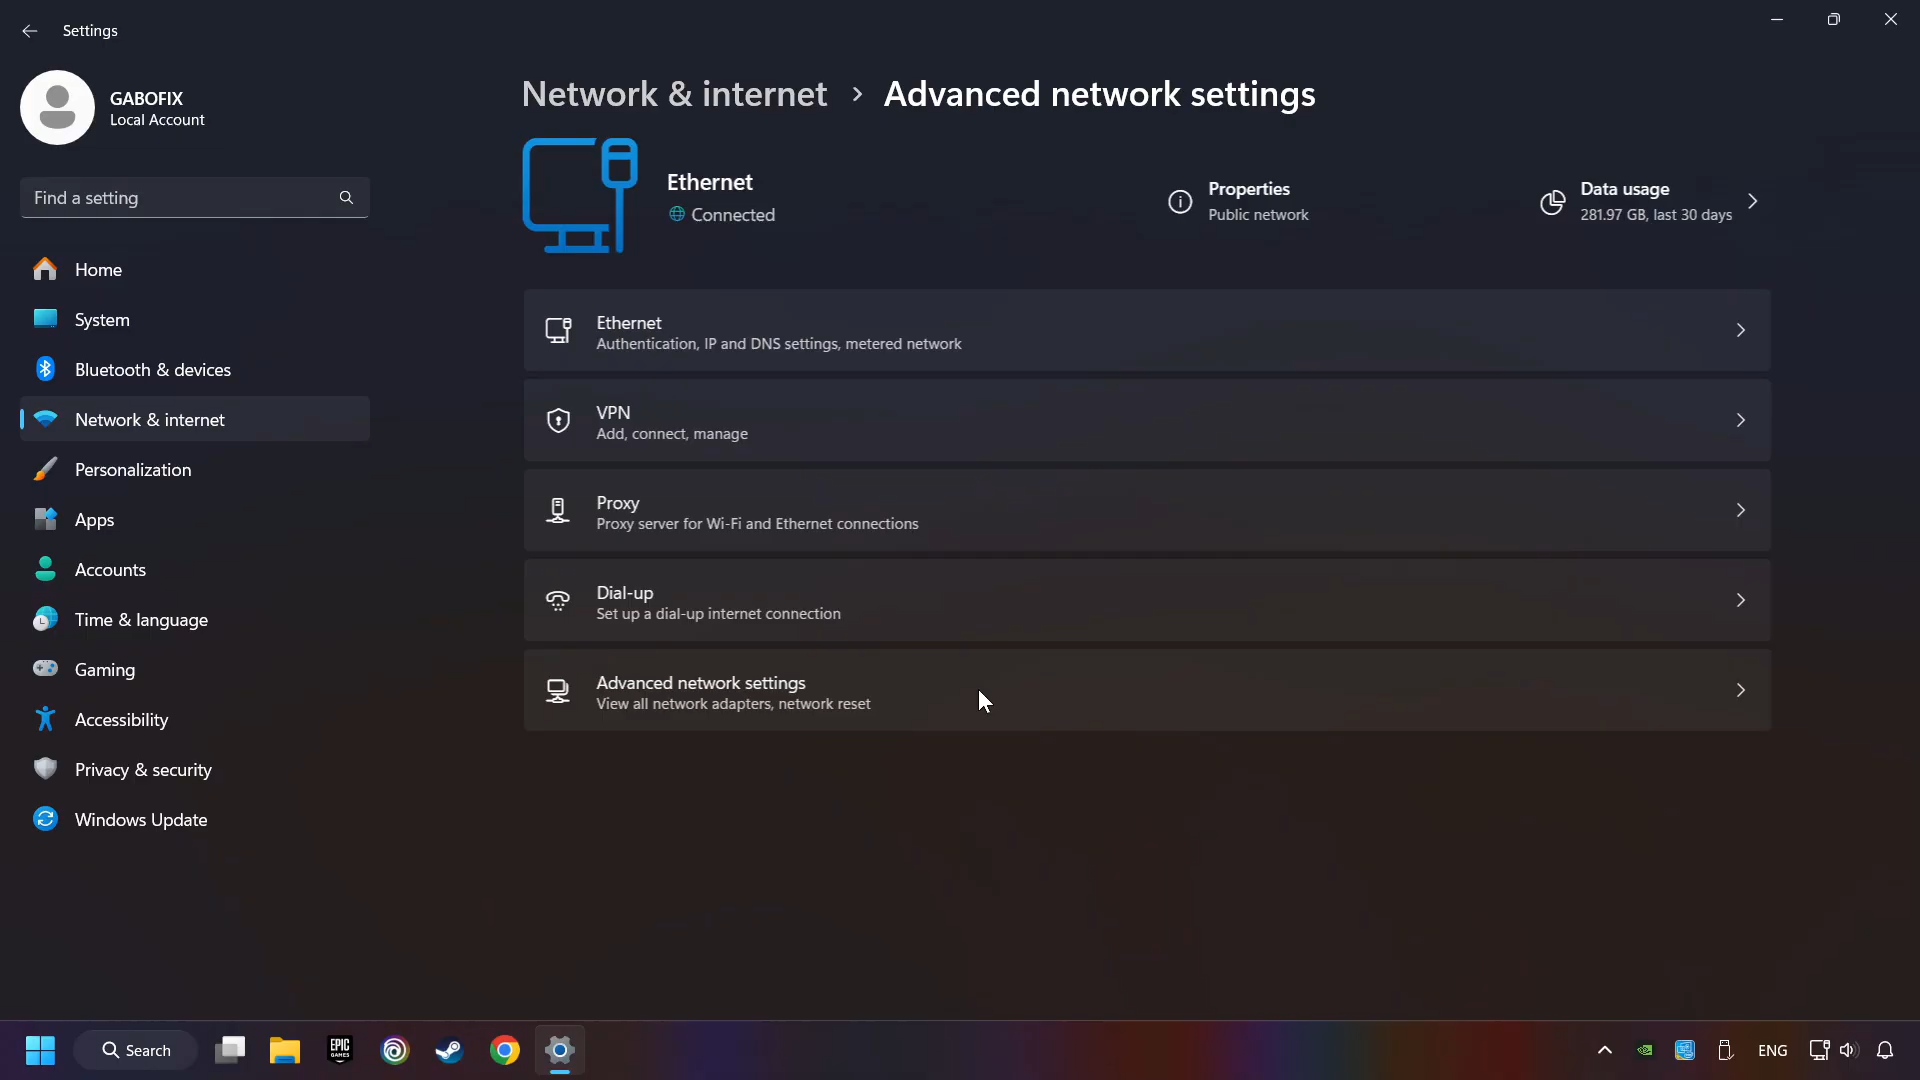 Settings
GABOFIX
Local Account
Find a setting
Home
System
Bluetooth & devices
Network & internet
Personalization
Apps
Accounts
Time & language
Gaming
Accessibility
Privacy & security
Windows Update
Network & internet > Advanced network settings
Ethernet
Connected
Properties
Public network
Data usage
281.97 GB, last 30 days
Ethernet
Authentication, IP and DNS settings, metered network
VPN
Add, connect, manage
Proxy
Proxy server for Wi-Fi and Ethernet connections
Dial-up
Set up a dial-up internet connection
Advanced network settings
View all network adapters, network reset
Search
EPIC
GAMES
ENG